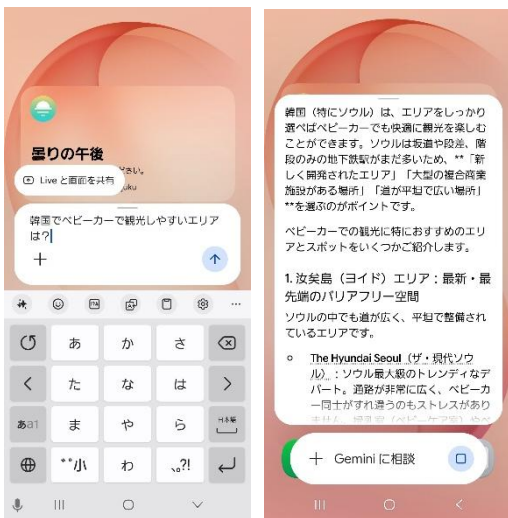 曇りの午後
Live と画面を共有
韓国でベビーカーで観光しやすいエリア
は?
あ
か
さ
た
な
は
あa1
ま
や
ら
日本語
^^小
わ
、。?!
韓国(特にソウル)は、エリアをしっかり
選べばベビーカーでも快適に観光を楽しむ
ことができます。ソウルは坂道や段差、階
段のみの地下鉄駅がまだ多いため、**「新
しく開発されたエリア」「大型の複合商業
施設がある場所」「道が平坦で広い場所」
**を選ぶのがポイントです。
ベビーカーでの観光に特におすすめのエリ
アとスポットをいくつかご紹介します。
1. 汝矣島(ヨイド)エリア:最新・最
先端のバリアフリー空間
ソウルの中でも道が広く、平坦で整備され
ているエリアです。
The Hyundai Seoul(ザ・現代ソウ
ル):ソウル最大級のトレンディなデ
パート。通路が非常に広く、ベビーカ
ー同士がすれ違うのもストレスがあり
Gemini に相談